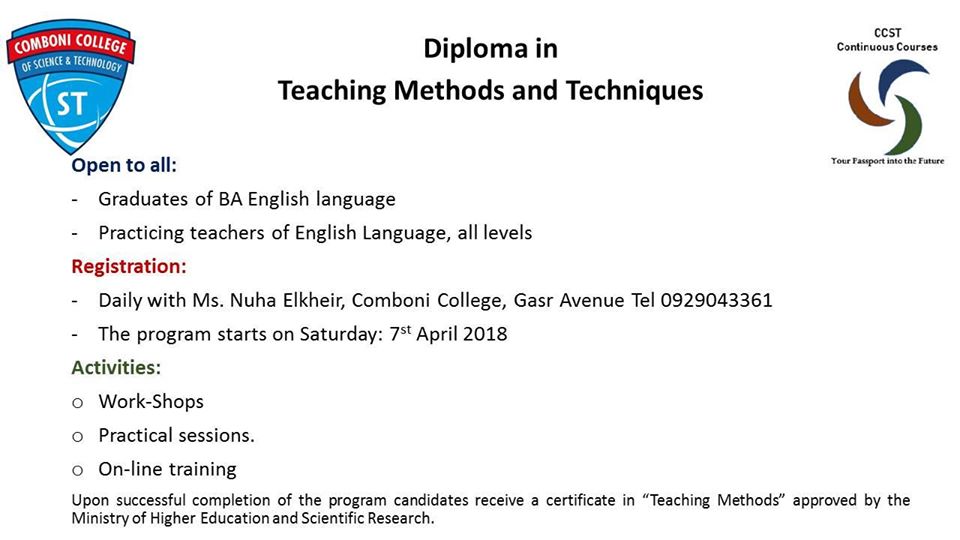 COMBONI COLLEGE
OF SCIENCE & TECHNOLOGY
ST
Diploma in
Teaching Methods and Techniques
CCST
Continuous Courses
Your Passport into the Future
Open to all:
- Graduates of BA English language
- Practicing teachers of English Language, all levels
Registration:
- Daily with Ms. Nuha Elkheir, Comboni College, Gasr Avenue Tel 0929043361
- The program starts on Saturday: 7st April 2018
Activities:
o Work-Shops
o Practical sessions.
o On-line training
Upon successful completion of the program candidates receive a certificate in “Teaching Methods” approved by the
Ministry of Higher Education and Scientific Research.